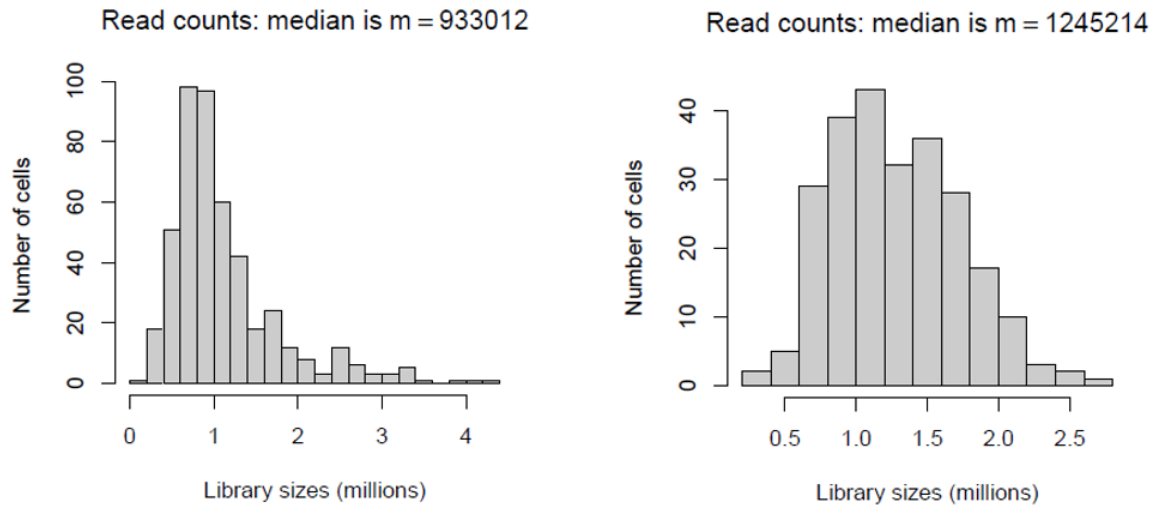 Read counts: median is m = 933012
100
80
60
40
20
0
Number of cells
0 1 2 3 4
Library sizes (millions)
Read counts: median is m = 1245214
40
30
20
10
0
Number of cells
0.5 1.0 1.5 2.0 2.5
Library sizes (millions)